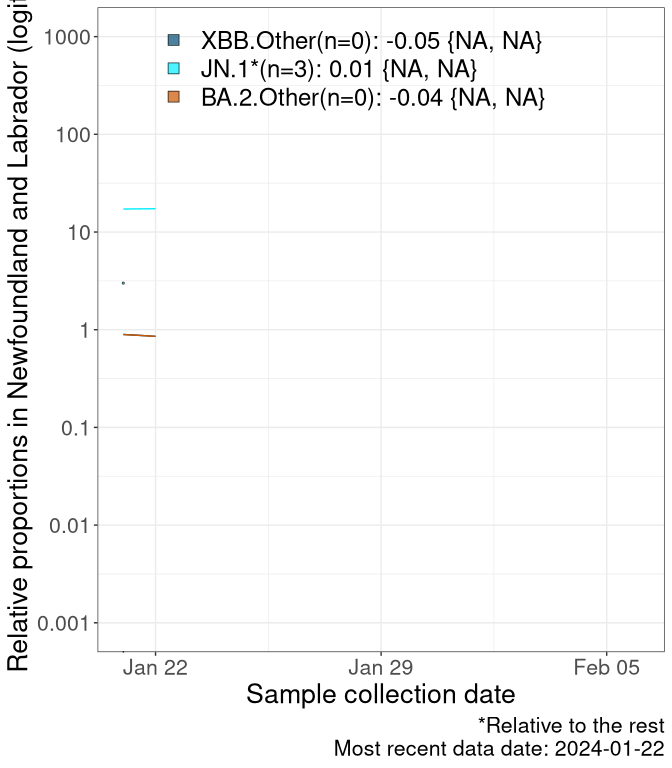 Relative proportions in Newfoundland and Labrador (logit
1000
100
10
1
0.1
0.01
0.001
XBB.Other(n=0): -0.05 {NA, NA}
JN.1*(n=3): 0.01 {NA, NA}
BA.2.Other(n=0): -0.04 {NA, NA}
Jan 22
Jan 29
Feb 05
Sample collection date
*Relative to the rest
Most recent data date: 2024-01-22